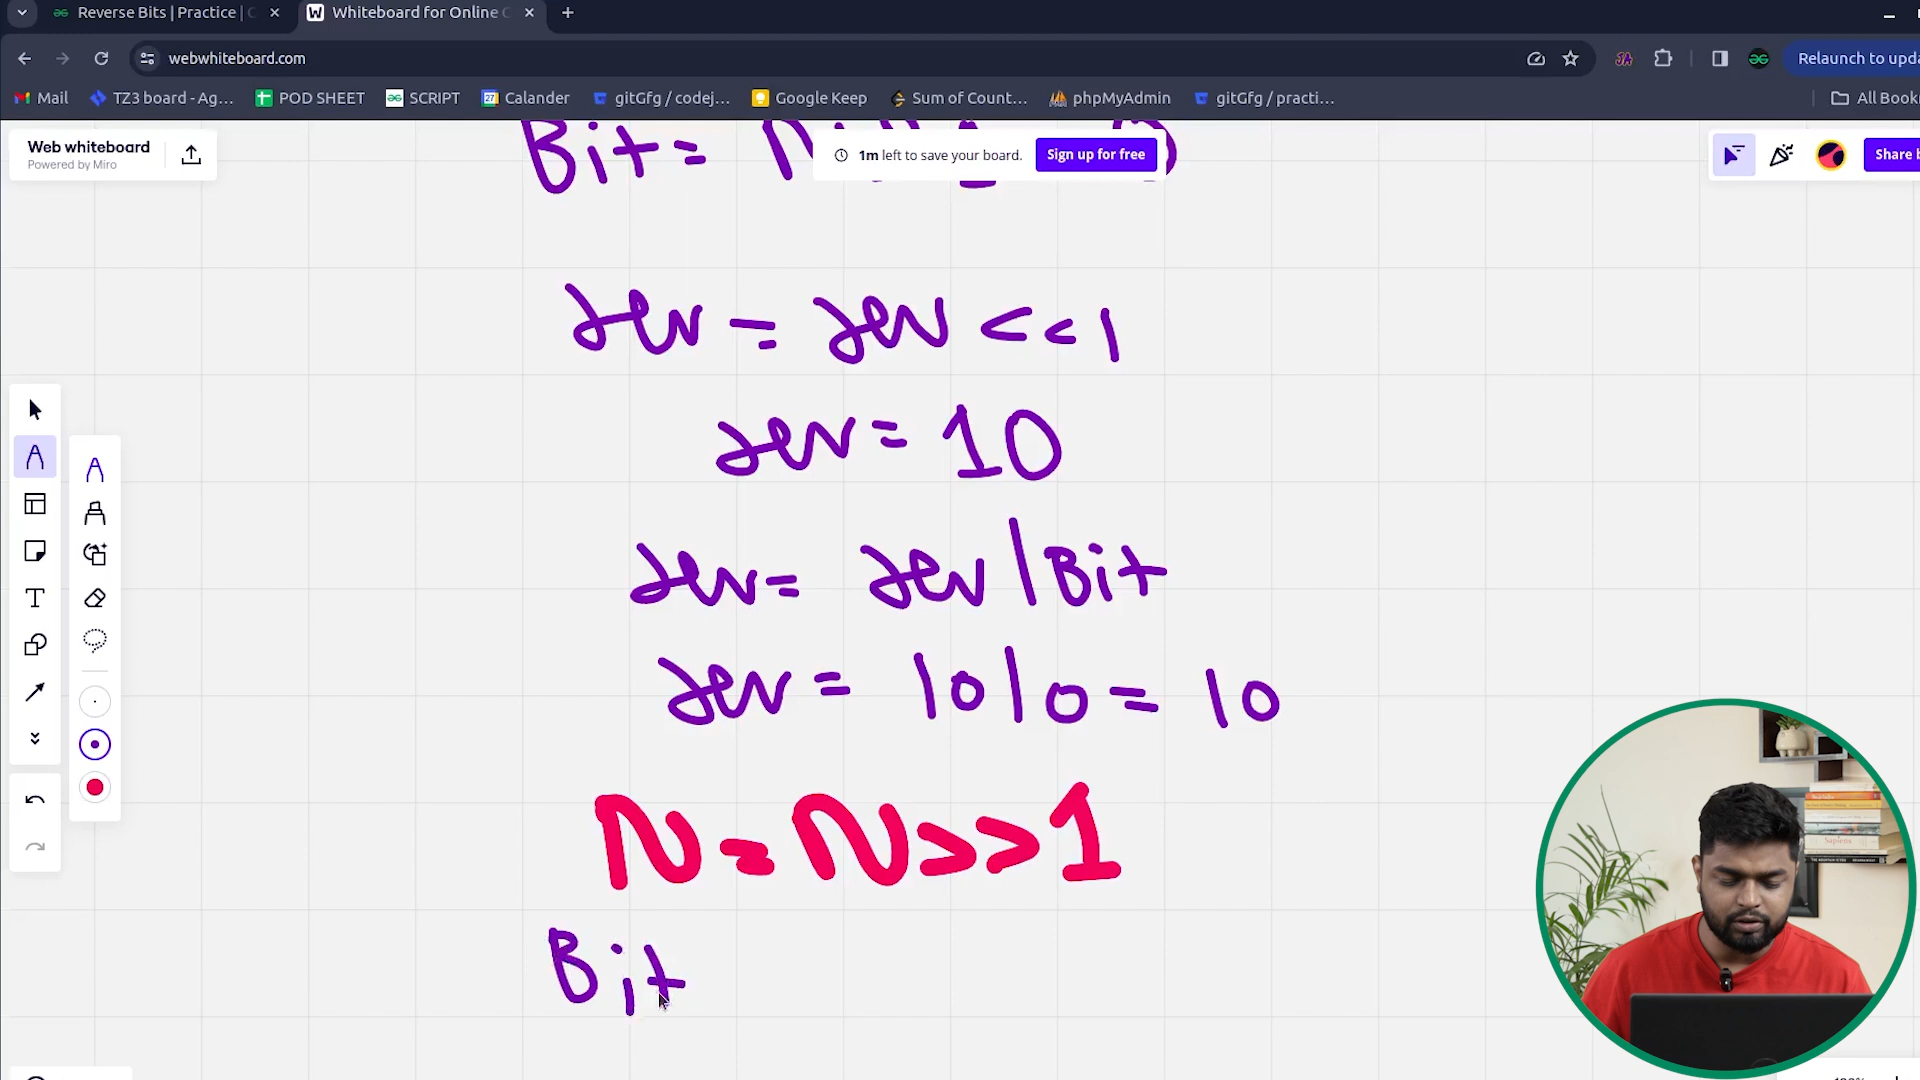 Reverse Bits | Practice |
Whiteboard for Online
webwhiteboard.com
Relaunch to upda
Mail
TZ3 board - Ag...
POD SHEET
SCRIPT
Calander
gitGfg / codej...
Google Keep
Sum of Count...
phpMyAdmin
gitGfg / practi...
All Book
Web whiteboard
Powered by Miro
1m left to save your board.
Sign up for free
Share b
Bit =
rev = rev <<1
rev = 10
rev = rev | Bit
rev = 10 | 0 = 10
N = N>>1
Bit